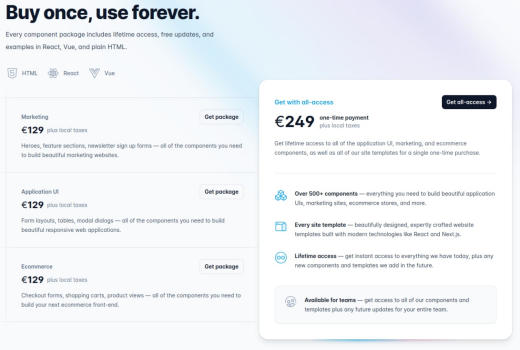 Buy once, use forever.
Every component package includes lifetime access, free updates, and
examples in React, Vue, and plain HTML.
HTML React Vue
Marketing
Get package
€129 plus local taxes
Heroes, feature sections, newsletter sign up forms — all of the components you need
to build beautiful marketing websites.
Application UI
Get package
€129 plus local taxes
Form layouts, tables, modal dialogs — all of the components you need to build
beautiful responsive web applications.
Ecommerce
Get package
€129 plus local taxes
Checkout forms, shopping carts, product views — all of the components you need to
build your next ecommerce front-end.
Get with all-access
Get all-access →
€249 one-time payment
plus local taxes
Get lifetime access to all of the application UI, marketing, and ecommerce
components, as well as all of our site templates for a single one-time purchase.
Over 500+ components — everything you need to build beautiful application
UIs, marketing sites, ecommerce stores, and more.
Every site template — beautifully designed, expertly crafted website
templates built with modern technologies like React and Next.js.
Lifetime access — get instant access to everything we have today, plus any
new components and templates we add in the future.
Available for teams — get access to all of our components and
templates plus any future updates for your entire team.